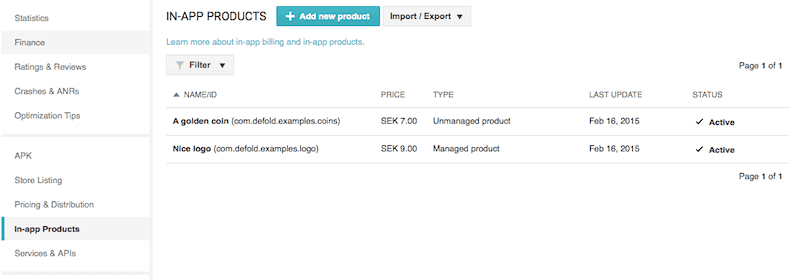 Statistics
Finance
Ratings & Reviews
Crashes & ANRs
Optimization Tips
APK
Store Listing
Pricing & Distribution
In-app Products
Services & APIs
IN-APP PRODUCTS + Add new product Import / Export
Learn more about in-app billing and in-app products.
Filter Page 1 of 1
NAME/ID PRICE TYPE LAST UPDATE STATUS
A golden coin (com.defold.examples.coins) SEK 7.00 Unmanaged product Feb 16, 2015 Active
Nice logo (com.defold.examples.logo) SEK 9.00 Managed product Feb 16, 2015 Active
Page 1 of 1